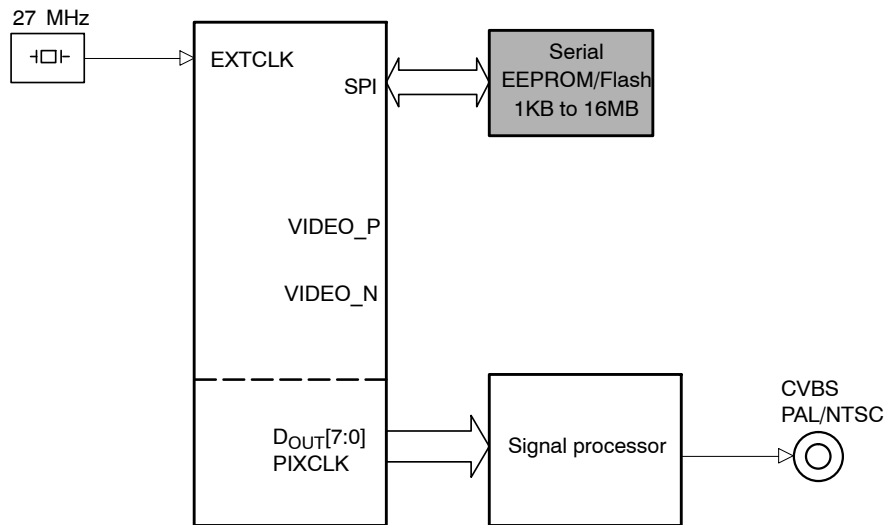 27 MHz
EXTCLK
SPI
Serial
EEPROM/Flash
1KB to 16MB
VIDEO_P
VIDEO_N
DOUT[7:0]
PIXCLK
Signal processor
CVBS
PAL/NTSC